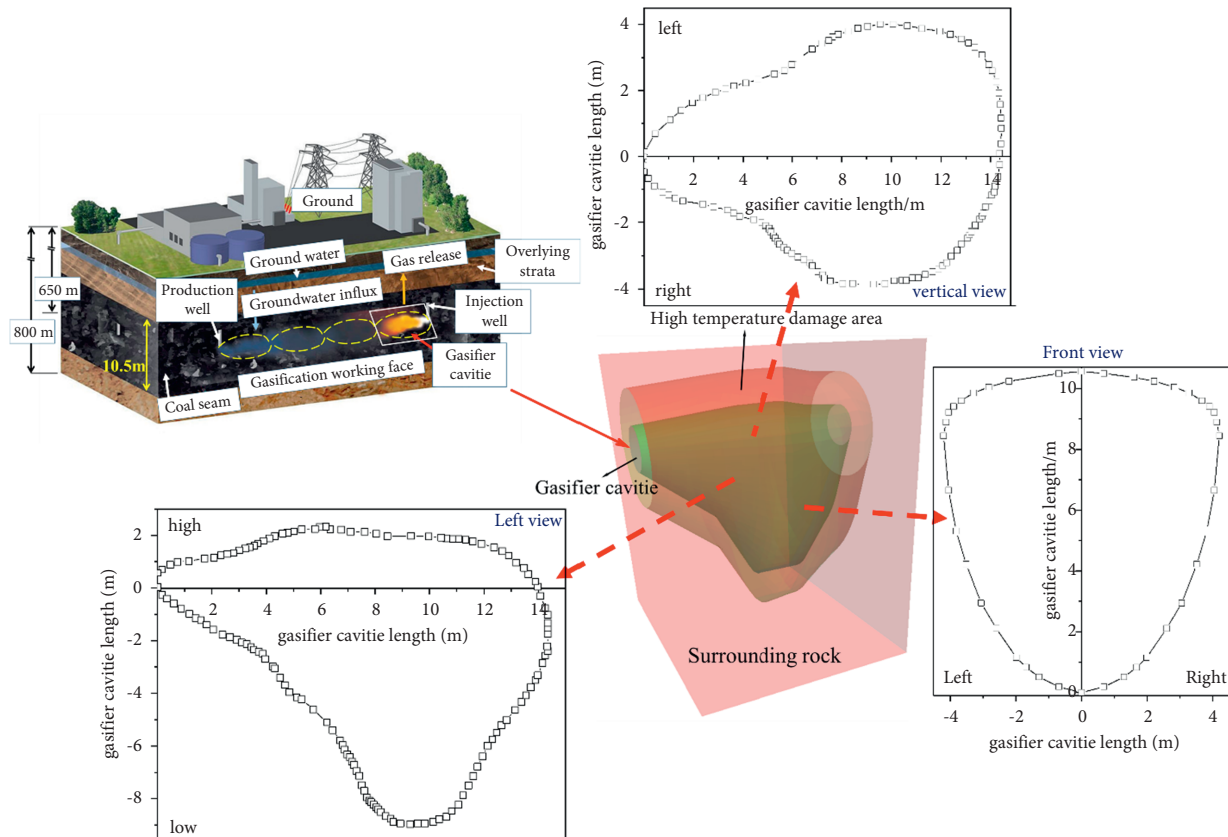 Ground
Ground water
Gas release
Overlying
strata
650 m
Production
well
Groundwater influx
Injection
well
800 m
10.5m
Gasifier
cavitie
Gasification working face
Coal seam
left
4
2
0
-2
-4
2 4 6 8 10 12 14
gasifier cavitie length/m
gasifier cavitie length (m)
right
vertical view
High temperature damage area
Gasifier cavitie
Surrounding rock
Front view
10
8
6
4
2
0
gasifier cavitie length/m
Left
Right
-4 -2 0 2 4
gasifier cavitie length (m)
high
Left view
2
0
-2
-4
-6
-8
2 4 6 8 10 12 14
gasifier cavitie length (m)
gasifier cavitie length (m)
low